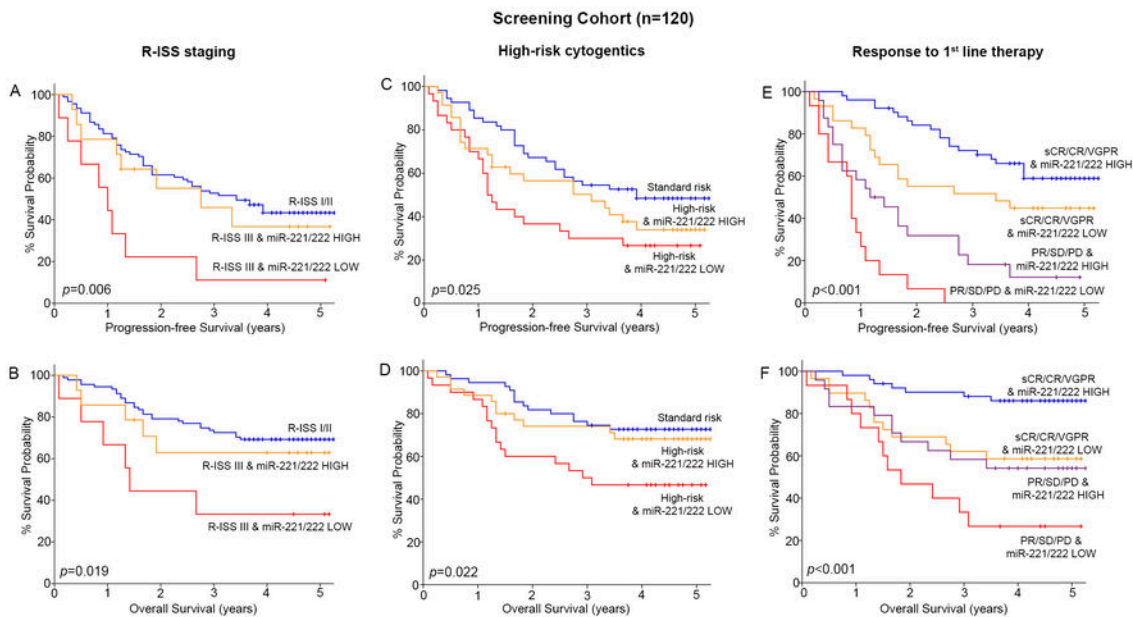 Screening Cohort (n=120)
R-ISS staging
High-risk cytogentics
Response to 1st line therapy
A
% Survival Probability
100
80
60
40
20
0
R-ISS I/II
R-ISS III & miR-221/222 HIGH
R-ISS III & miR-221/222 LOW
p=0.006
0 1 2 3 4 5
Progression-free Survival (years)
C
% Survival Probability
100
80
60
40
20
0
Standard risk
High-risk
& miR-221/222 HIGH
High-risk
& miR-221/222 LOW
p=0.025
0 1 2 3 4 5
Progression-free Survival (years)
E
% Survival Probability
100
80
60
40
20
0
sCR/CR/VGPR
& miR-221/222 HIGH
sCR/CR/VGPR
& miR-221/222 LOW
PR/SD/PD &
miR-221/222 HIGH
PR/SD/PD & miR-221/222 LOW
p<0.001
0 1 2 3 4 5
Progression-free Survival (years)
B
% Survival Probability
100
80
60
40
20
0
R-ISS I/II
R-ISS III & miR-221/222 HIGH
R-ISS III & miR-221/222 LOW
p=0.019
0 1 2 3 4 5
Overall Survival (years)
D
% Survival Probability
100
80
60
40
20
0
Standard risk
High-risk
& miR-221/222 HIGH
High-risk
& miR-221/222 LOW
p=0.022
0 1 2 3 4 5
Overall Survival (years)
F
% Survival Probability
100
80
60
40
20
0
sCR/CR/VGPR
& miR-221/222 HIGH
sCR/CR/VGPR
& miR-221/222 LOW
PR/SD/PD &
miR-221/222 HIGH
PR/SD/PD &
miR-221/222 LOW
p<0.001
0 1 2 3 4 5
Overall Survival (years)